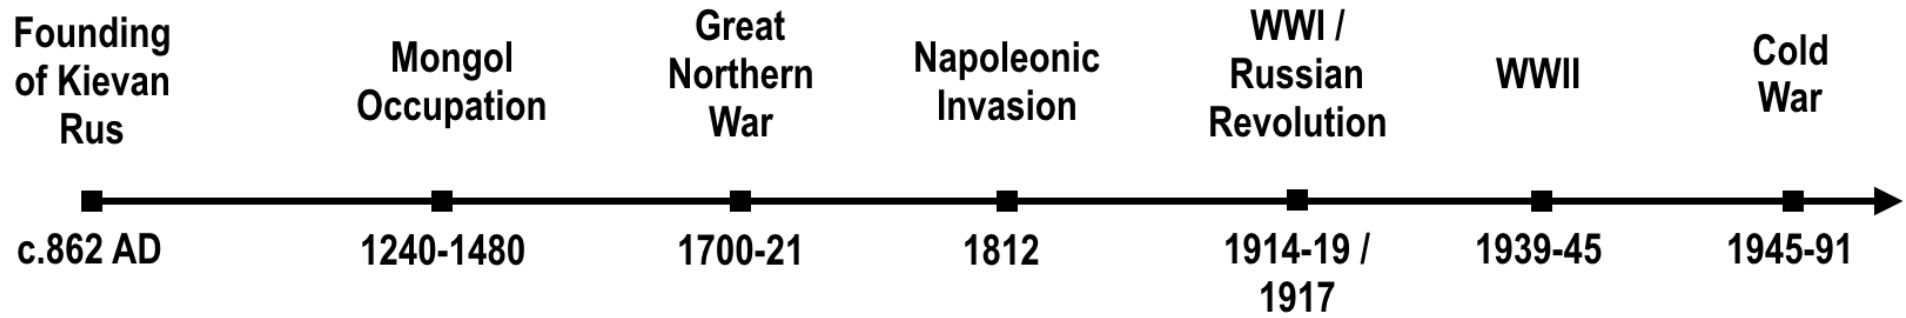 Founding
of Kievan
Rus
Mongol
Occupation
Great
Northern
War
Napoleonic
Invasion
WWI /
Russian
Revolution
WWII
Cold
War
c.862 AD
1240-1480
1700-21
1812
1914-19 /
1917
1939-45
1945-91